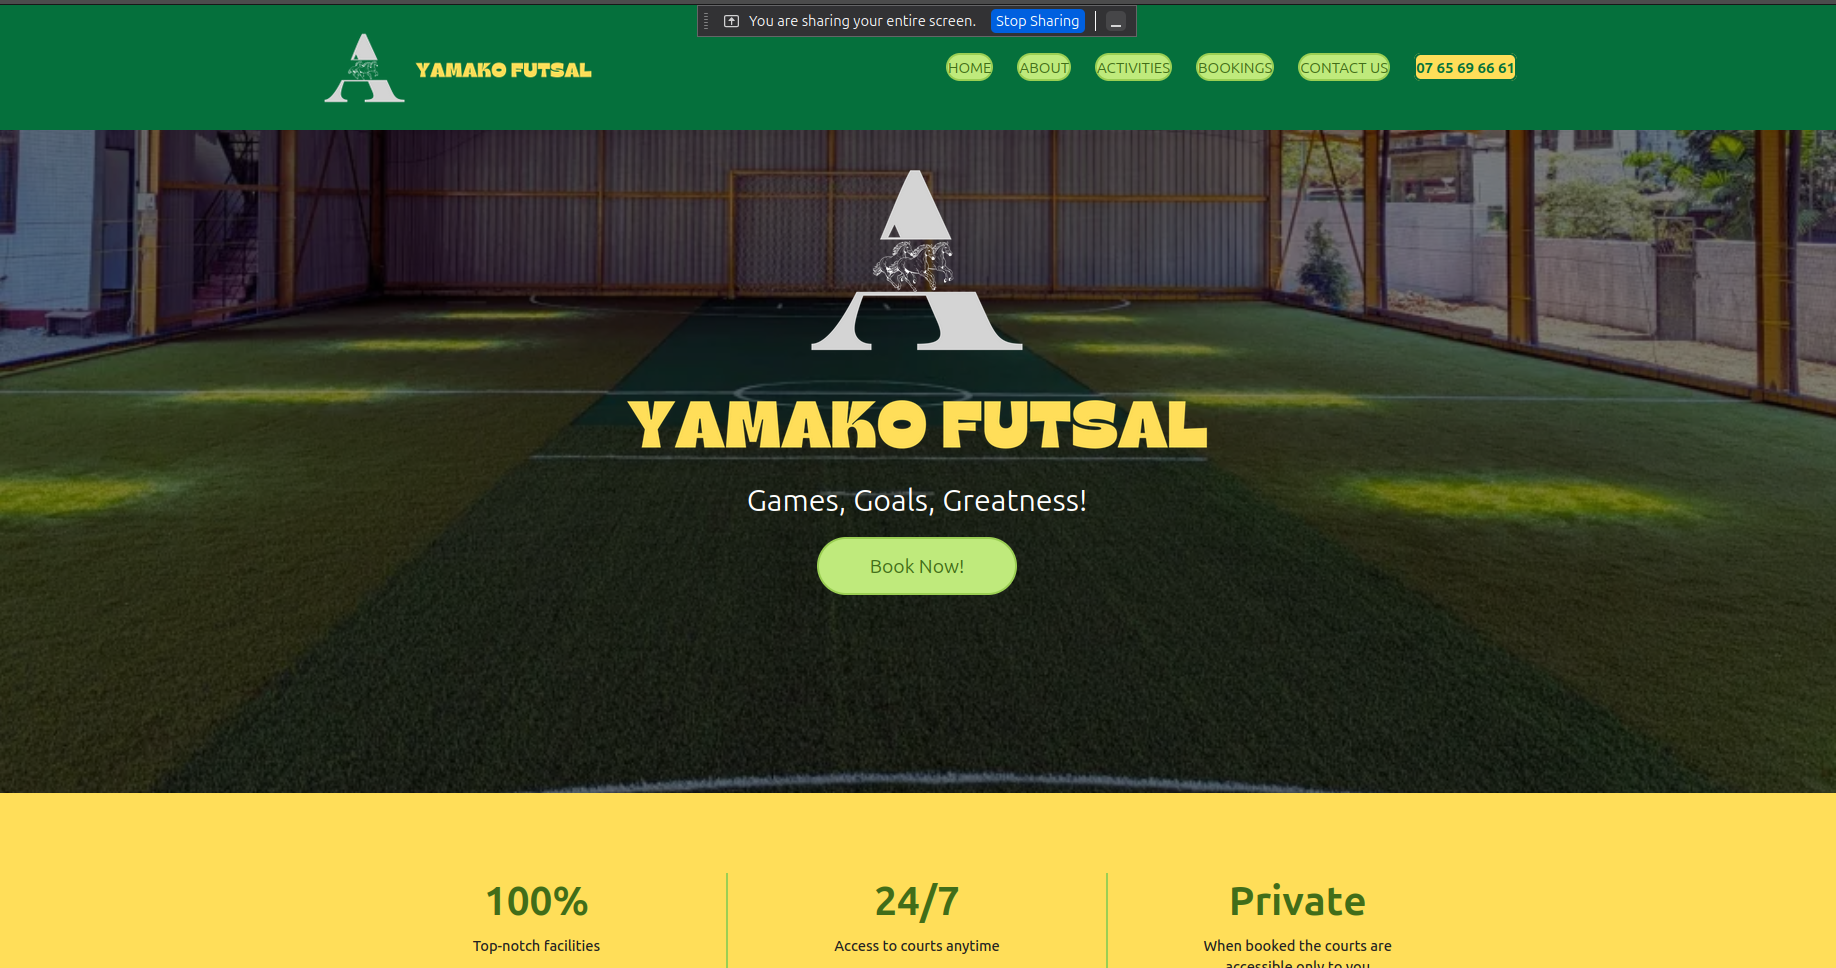 You are sharing your entire screen. Stop Sharing
YAMAKO FUTSAL
HOME ABOUT ACTIVITIES BOOKINGS CONTACT US 07 65 69 66 61
A
YAMAKO FUTSAL
Games, Goals, Greatness!
Book Now!
100%
Top-notch facilities
24/7
Access to courts anytime
Private
When booked the courts are
accessible only to you